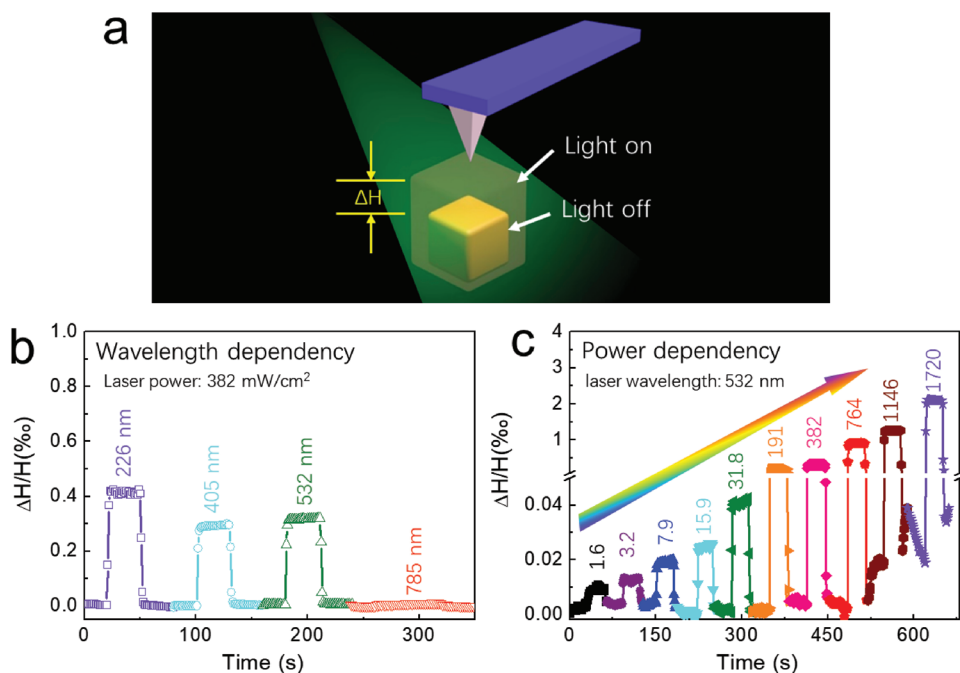 a
Light on
ΔH
Light off
b
Wavelength dependency
Laser power: 382 mW/cm²
ΔH/H(‰)
1.0
0.8
0.6
0.4
0.2
0.0
226 nm
405 nm
532 nm
785 nm
0
100
200
300
Time (s)
c
Power dependency
laser wavelength: 532 nm
ΔH/H(‰)
4
3
2
1
0.04
0.02
0.00
1.6
3.2
7.9
15.9
31.8
191
382
764
1146
1720
0
150
300
450
600
Time (s)